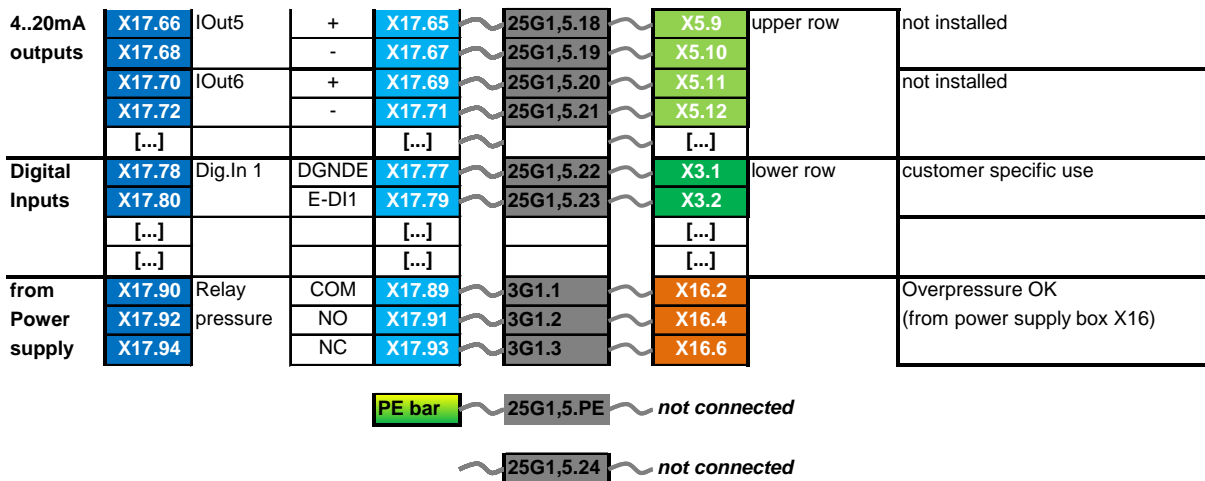 4..20mA X17.66 IOut5 + X17.65 25G1,5.18 X5.9 upper row not installed
outputs X17.68 - X17.67 25G1,5.19 X5.10
X17.70 IOut6 + X17.69 25G1,5.20 X5.11 not installed
X17.72 - X17.71 25G1,5.21 X5.12
[...] [...] [...]
Digital X17.78 Dig.In 1 DGNDE X17.77 25G1,5.22 X3.1 lower row customer specific use
Inputs X17.80 E-DI1 X17.79 25G1,5.23 X3.2
[...] [...] [...]
[...] [...] [...]
from X17.90 Relay COM X17.89 3G1.1 X16.2 Overpressure OK
Power X17.92 pressure NO X17.91 3G1.2 X16.4 (from power supply box X16)
supply X17.94 NC X17.93 3G1.3 X16.6
PE bar 25G1,5.PE not connected
25G1,5.24 not connected